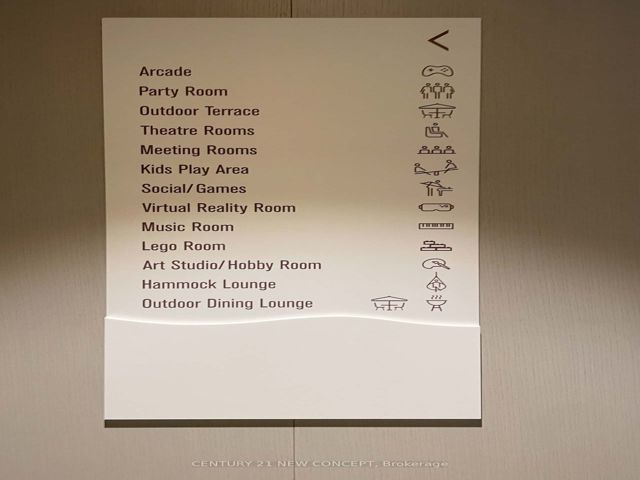 <
Arcade
Party Room
Outdoor Terrace
Theatre Rooms
Meeting Rooms
Kids Play Area
Social/Games
Virtual Reality Room
Music Room
Lego Room
Art Studio/Hobby Room
Hammock Lounge
Outdoor Dining Lounge
CENTURY 21 NEW CONCEPT, Brokerage